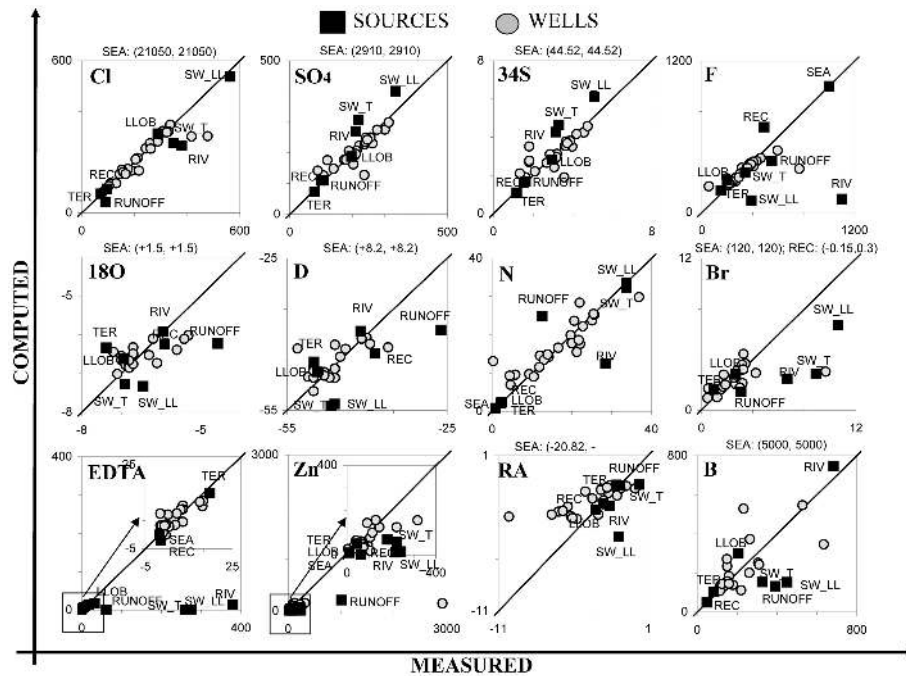 SOURCES WELLS
SEA: (21050, 21050)
600
Cl
SW_LL
LLOB
SW_T
RIV
REC
TER
RUNOFF
0
0 600
SEA: (2910, 2910)
500
SO4
SW_LL
SW_T
RIV
LLOB
REC
RUNOFF
TER
0
0 500
SEA: (44.52, 44.52)
8
34S
SW_LL
SW_T
RIV
LLOB
RUNOFF
TER
0
0 8
1200
F
SEA
REC
RUNOFF
LLOB
SW_T
TER
RIV
SW_LL
0
0 1200
SEA: (+1.5, +1.5)
18O
-5
RIV
TER
REC
RUNOFF
LLOB
SW_T
SW_LL
-8
-8 -5
SEA: (+8.2, +8.2)
-25
D
RIV
RUNOFF
TER
REC
LLOB
SW_T
SW_LL
-55
-55 -25
40
N
SW_LL
RUNOFF
SW_T
RIV
REC
LLOB
SEA
TER
0
0 40
SEA: (120, 120); REC: (-0.15,0.3)
12
Br
SW_LL
LLOB
SW_T
TER
RIV
RUNOFF
0
0 12
400
EDTA
25
TER
-5
SEA
REC
-5 25
LLOB
RUNOFF
SW_T
RIV
SW_LL
0
0 400
3000
Zn
400
TER
LLOB
REC
SW_T
SEA
RIV
SW_LL
0
0 400
RUNOFF
0
0 3000
SEA: (-20.82, -
1
RA
TER
RUNOFF
REC
SW_T
LLOB
RIV
SW_LL
-11
-11 1
SEA: (5000, 5000)
800
B
RIV
LLOB
TER
SW_T
SW_LL
RUNOFF
REC
0
0 800
COMPUTED
MEASURED